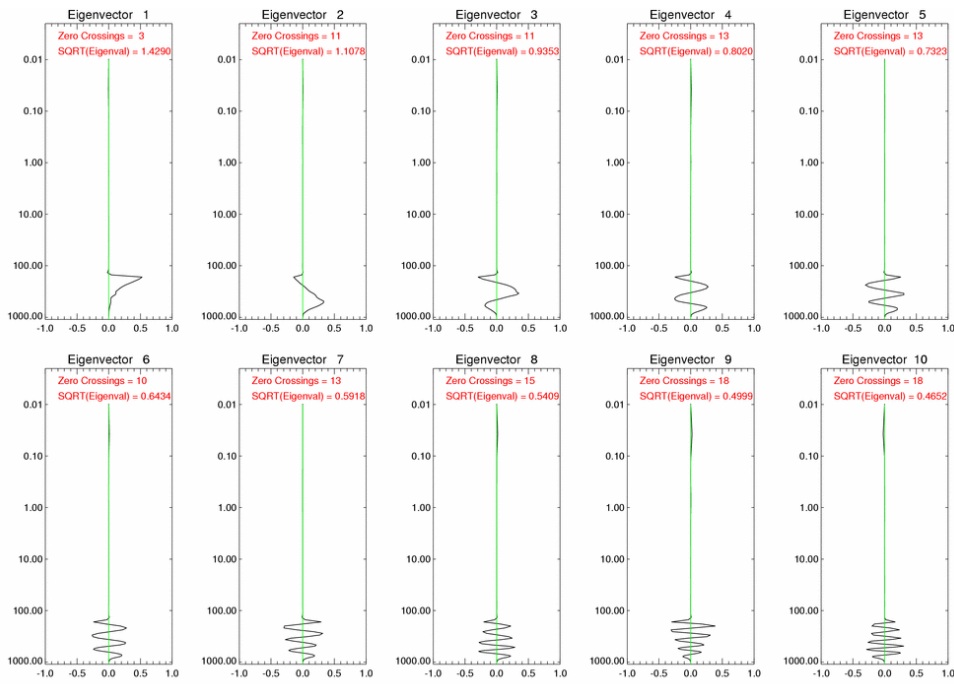 Eigenvector 1 Eigenvector 2 Eigenvector 3 Eigenvector 4 Eigenvector 5
Zero Crossings = 3 Zero Crossings = 11 Zero Crossings = 11 Zero Crossings = 13 Zero Crossings = 13
SQRT(Eigenval) = 1.4290 SQRT(Eigenval) = 1.1078 SQRT(Eigenval) = 0.9353 SQRT(Eigenval) = 0.8020 SQRT(Eigenval) = 0.7323
0.01 0.01 0.01 0.01 0.01
0.10 0.10 0.10 0.10 0.10
1.00 1.00 1.00 1.00 1.00
10.00 10.00 10.00 10.00 10.00
100.00 100.00 100.00 100.00 100.00
1000.00 1000.00 1000.00 1000.00 1000.00
-1.0 -0.5 0.0 0.5 1.0 -1.0 -0.5 0.0 0.5 1.0 -1.0 -0.5 0.0 0.5 1.0 -1.0 -0.5 0.0 0.5 1.0 -1.0 -0.5 0.0 0.5 1.0
Eigenvector 6 Eigenvector 7 Eigenvector 8 Eigenvector 9 Eigenvector 10
Zero Crossings = 10 Zero Crossings = 13 Zero Crossings = 15 Zero Crossings = 18 Zero Crossings = 18
SQRT(Eigenval) = 0.6434 SQRT(Eigenval) = 0.5918 SQRT(Eigenval) = 0.5409 SQRT(Eigenval) = 0.4999 SQRT(Eigenval) = 0.4652
0.01 0.01 0.01 0.01 0.01
0.10 0.10 0.10 0.10 0.10
1.00 1.00 1.00 1.00 1.00
10.00 10.00 10.00 10.00 10.00
100.00 100.00 100.00 100.00 100.00
1000.00 1000.00 1000.00 1000.00 1000.00
-1.0 -0.5 0.0 0.5 1.0 -1.0 -0.5 0.0 0.5 1.0 -1.0 -0.5 0.0 0.5 1.0 -1.0 -0.5 0.0 0.5 1.0 -1.0 -0.5 0.0 0.5 1.0